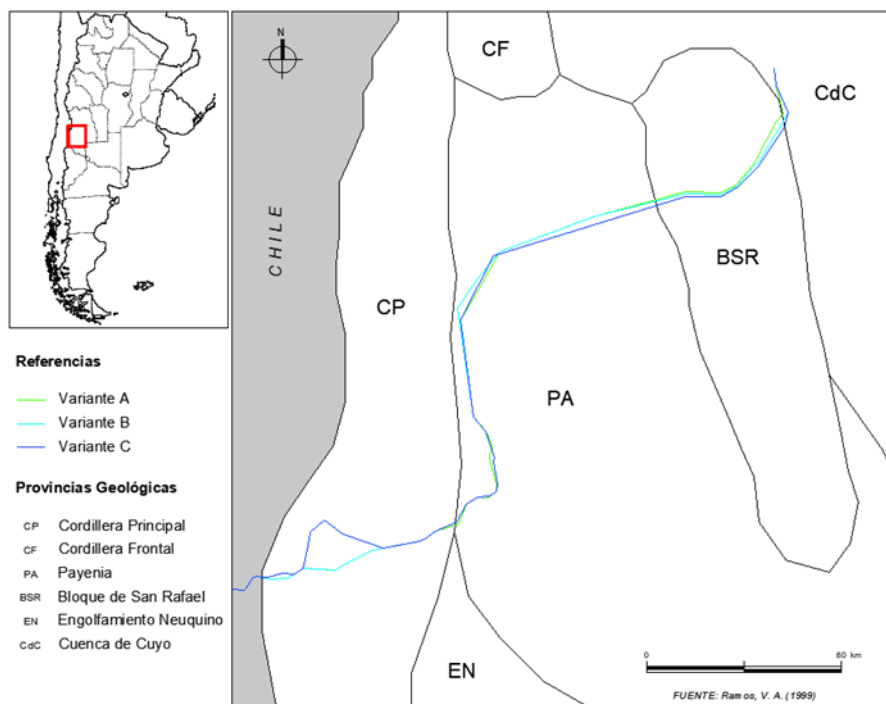 N
CF
CdC
CHILE
BSR
CP
PA
EN
Referencias
Variante A
Variante B
Variante C
Provincias Geológicas
CP Cordillera Principal
CF Cordillera Frontal
PA Payenia
BSR Bloque de San Rafael
EN Engolfamiento Neuquino
CdC Cuenca de Cuyo
0 60 km
FUENTE: Ramos, V. A. (1999)